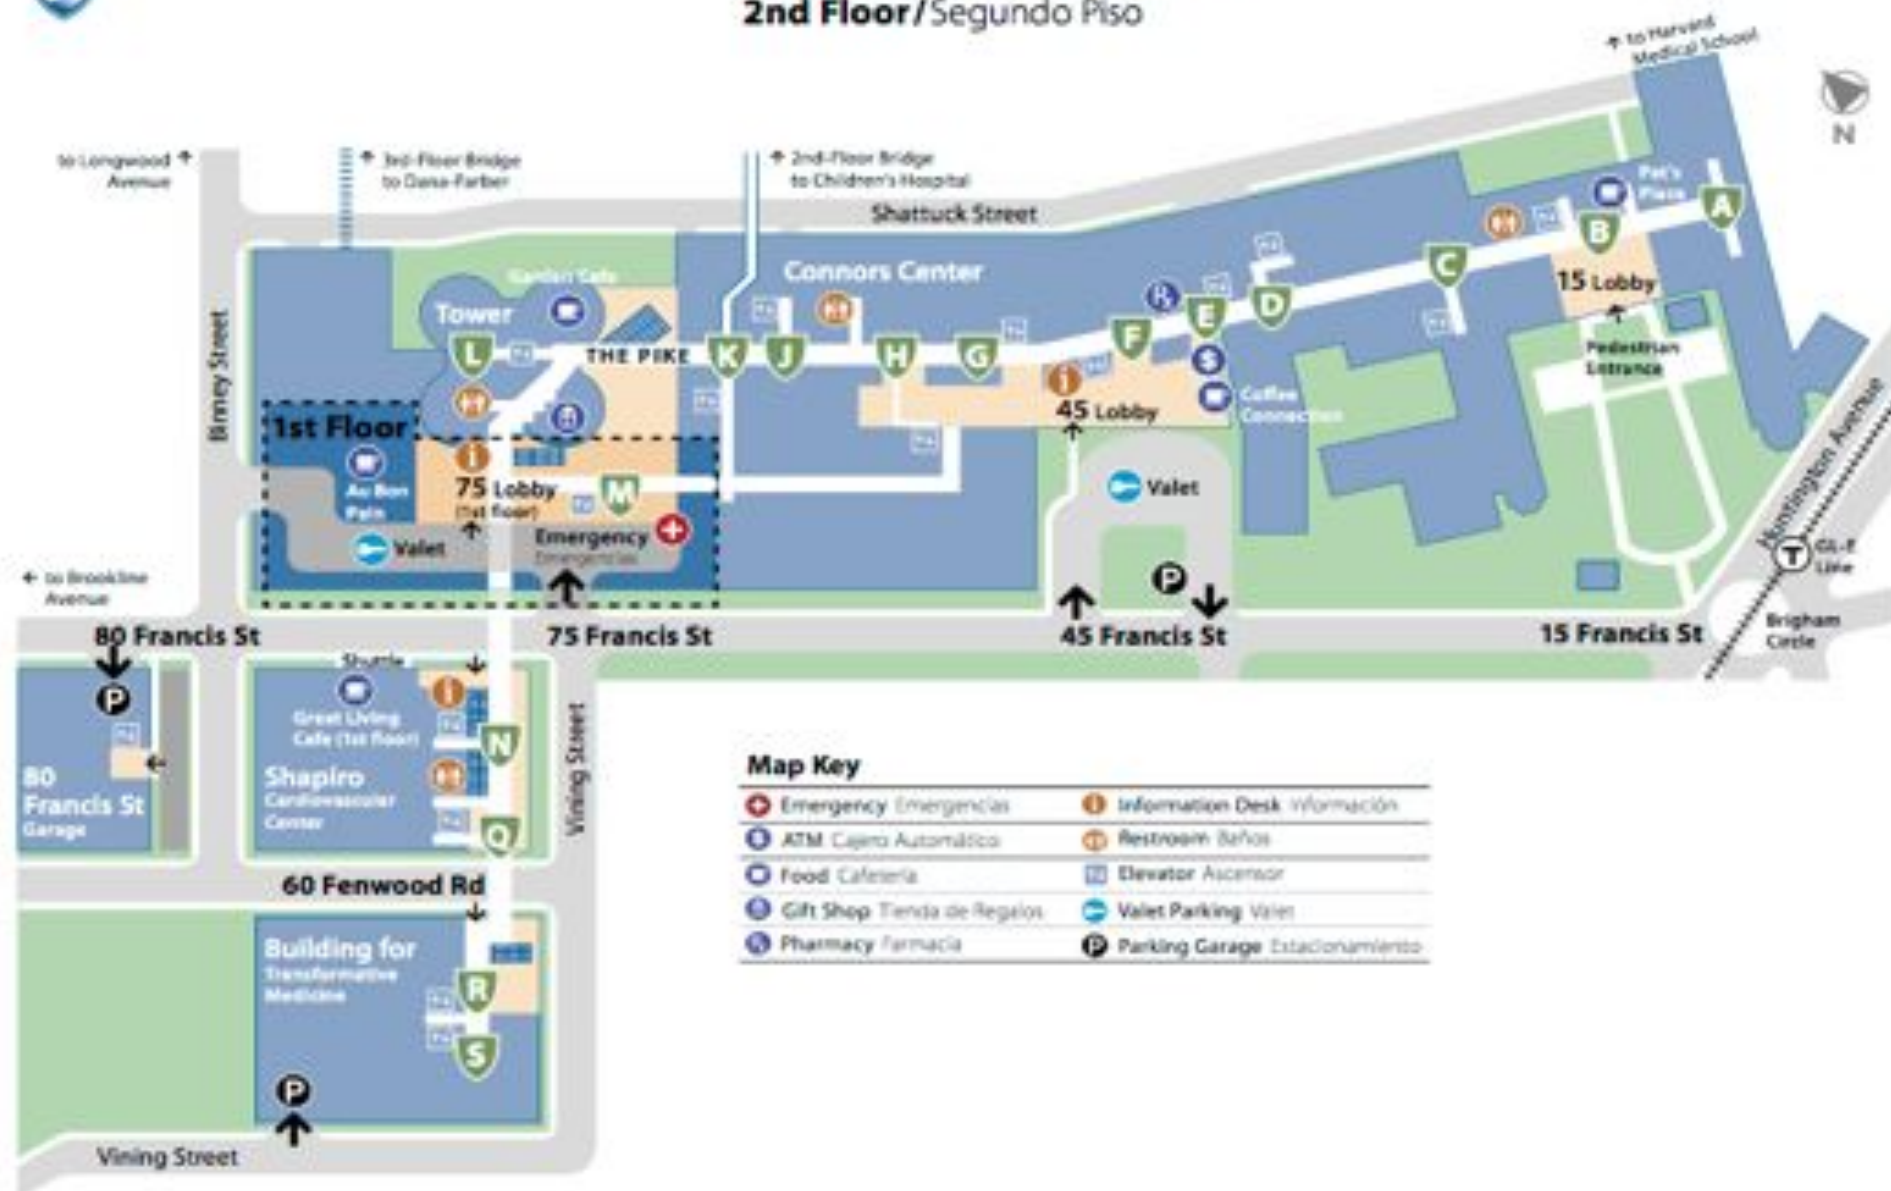 2nd Floor/Segundo Piso
↑ to Harvard
Medical School
N
to Longwood ↑
Avenue
↑ 3rd-Floor Bridge
to Dana-Farber
↑ 2nd-Floor Bridge
to Children's Hospital
Shattuck Street
Pat's
Place
A
B
C
15 Lobby
Connors Center
Garden Cafe
Tower
D
E
F
G
H
J
K
THE PIKE
L
Pedestrian
Entrance
Binney Street
45 Lobby
Coffee
Connection
1st Floor
Au Bon
Pain
75 Lobby
(1st floor)
M
Valet
Valet
Emergency
Emergencias
Huntington Avenue
T
GL-E
Line
← to Brookline
Avenue
P
80 Francis St
75 Francis St
45 Francis St
15 Francis St
Brigham
Circle
Shuttle
P
Great Living
Cafe (1st floor)
N
Vining Street
80
Francis St
Garage
Shapiro
Cardiovascular
Center
Q
60 Fenwood Rd
Building for
Transformative
Medicine
R
S
P
Vining Street
Map Key
Emergency Emergencias
Information Desk Información
ATM Cajero Automático
Restroom Baños
Food Cafetería
Elevator Ascensor
Gift Shop Tienda de Regalos
Valet Parking Valet
Pharmacy Farmacia
Parking Garage Estacionamiento